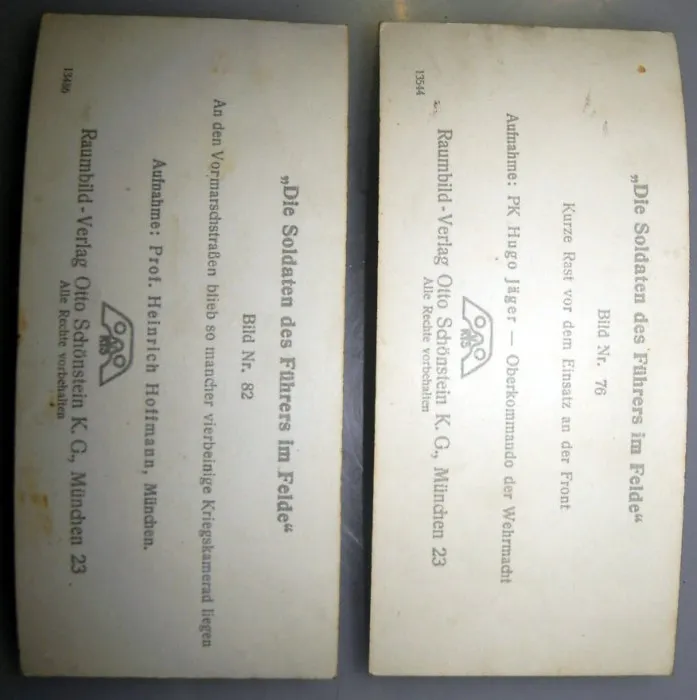 „Die Soldaten des Führers im Felde“
Bild Nr. 82
An den Vormarschstraßen blieb so mancher vierbeinige Kriegskamerad liegen
Aufnahme: Prof. Heinrich Hoffmann, München.
Raumbild-Verlag Otto Schönstein K. G., München 23
Alle Rechte vorbehalten
13486
„Die Soldaten des Führers im Felde“
Bild Nr. 76
Kurze Rast vor dem Einsatz an der Front
Aufnahme: PK Hugo Jäger — Oberkommando der Wehrmacht
Raumbild-Verlag Otto Schönstein K. G., München 23
Alle Rechte vorbehalten
13544